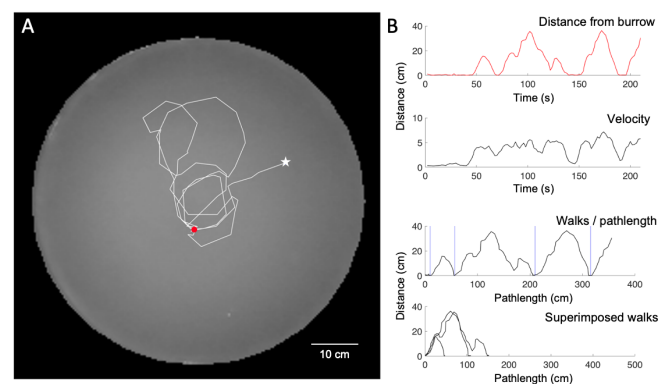 A
10 cm
B
Distance from burrow
40
20
0
Distance (cm)
0 50 100 150 200
Time (s)
Velocity
10
5
0
0 50 100 150 200
Time (s)
Walks / pathlength
40
20
0
Distance (cm)
0 100 200 300 400
Pathlength (cm)
Superimposed walks
40
20
0
0 100 200 300 400 500
Pathlength (cm)